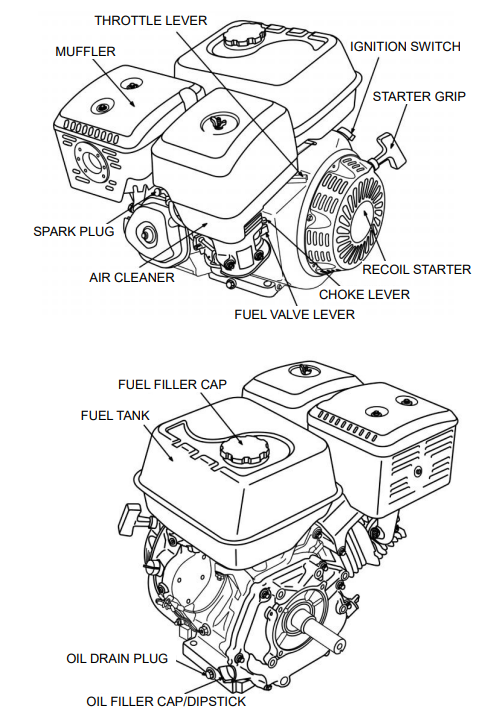 THROTTLE LEVER
IGNITION SWITCH
MUFFLER
STARTER GRIP
SPARK PLUG
RECOIL STARTER
AIR CLEANER
CHOKE LEVER
FUEL VALVE LEVER
FUEL FILLER CAP
FUEL TANK
OIL DRAIN PLUG
OIL FILLER CAP/DIPSTICK